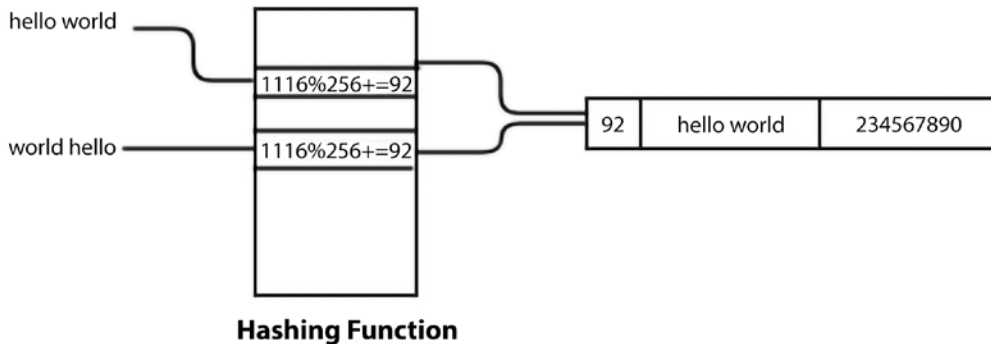 hello world
1116%256+=92
92 hello world 234567890
world hello
1116%256+=92
Hashing Function